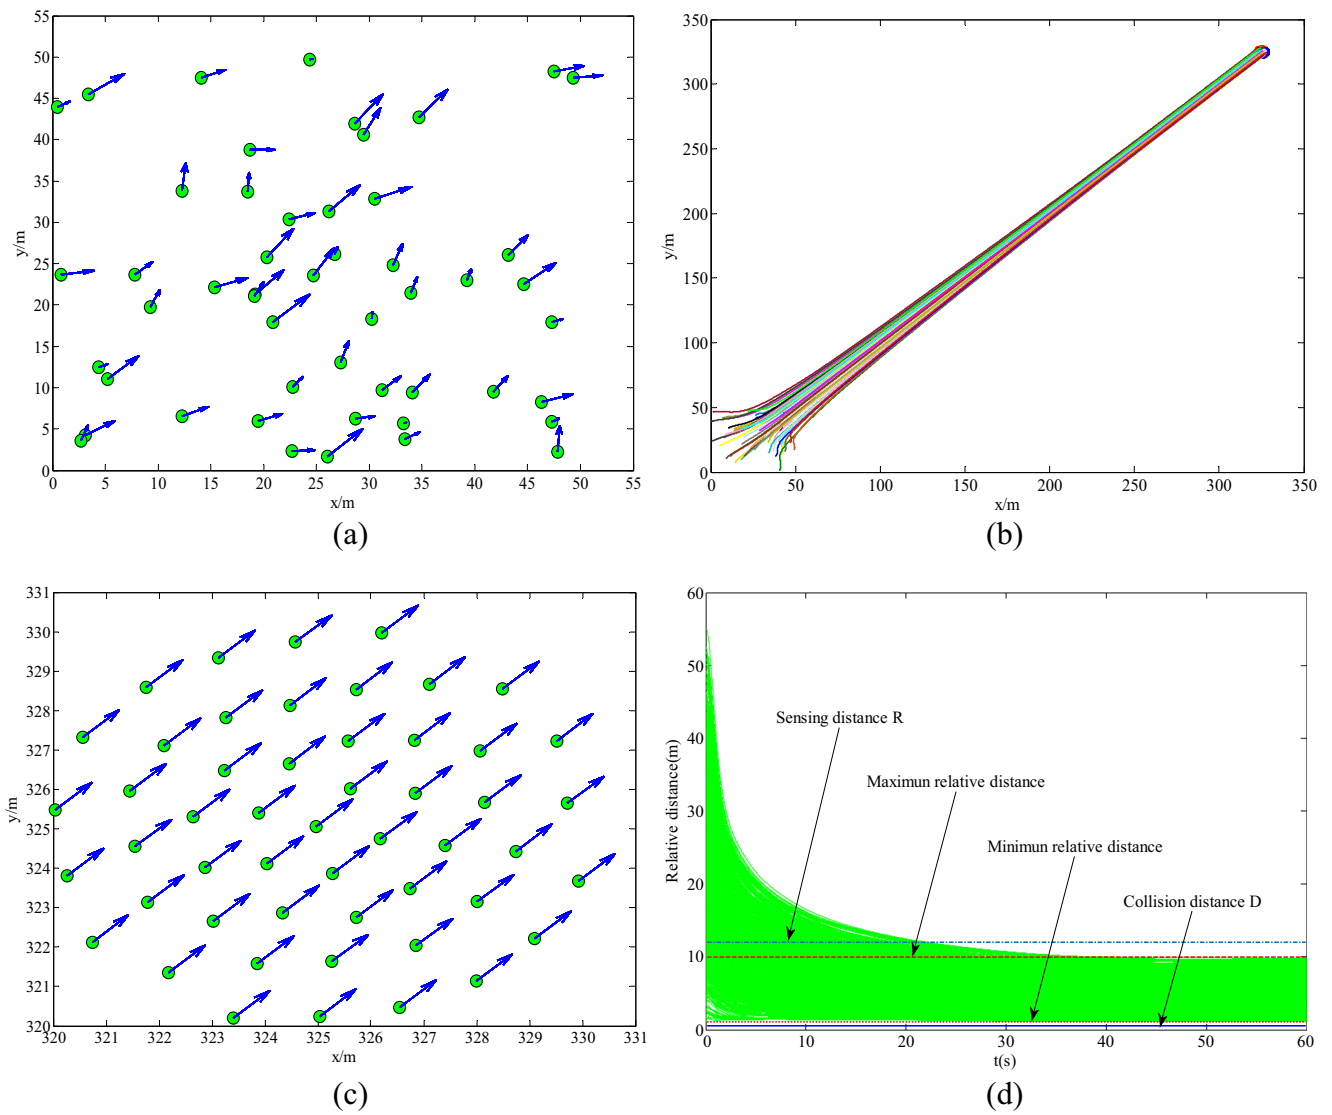 55
50
45
40
35
30
25
20
15
10
5
0
y/m
0 5 10 15 20 25 30 35 40 45 50 55
x/m
(a)
350
300
250
200
150
100
50
0
y/m
0 50 100 150 200 250 300 350
x/m
(b)
331
330
329
328
327
326
325
324
323
322
321
320
y/m
320 321 322 323 324 325 326 327 328 329 330 331
x/m
(c)
60
50
40
30
20
10
0
Relative distance(m)
Sensing distance R
Maximun relative distance
Minimun relative distance
Collision distance D
0 10 20 30 40 50 60
t(s)
(d)